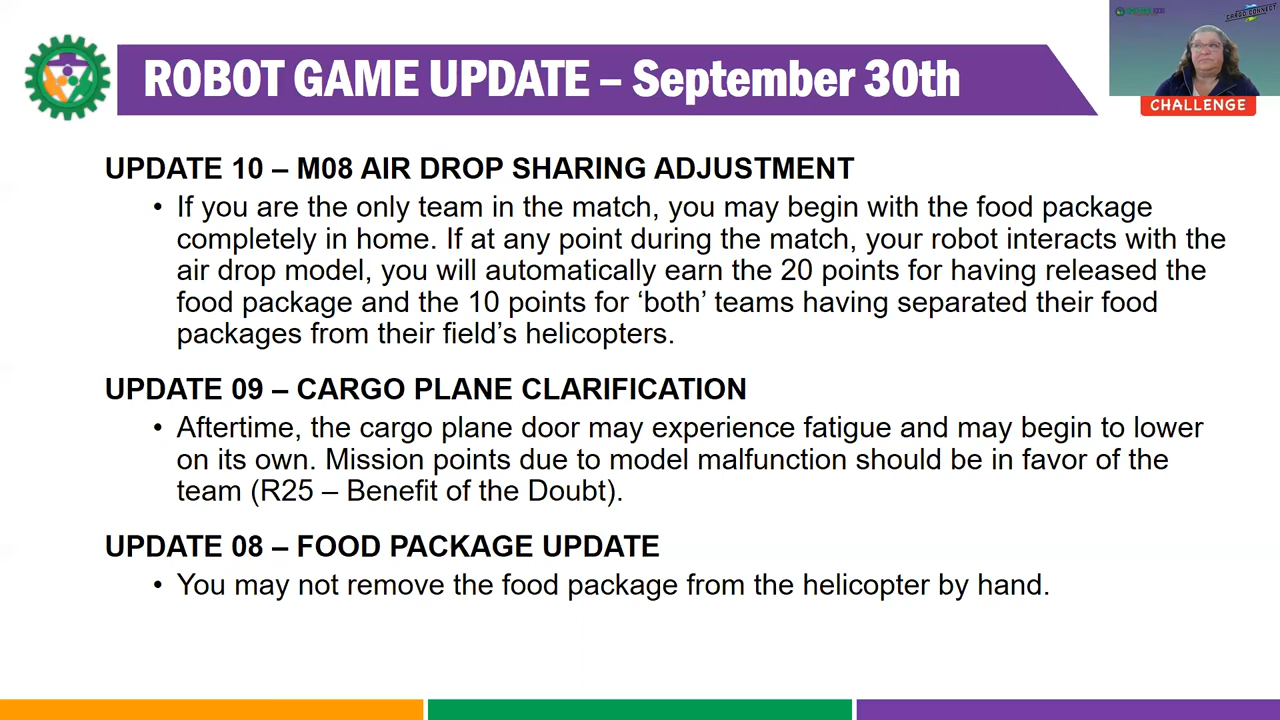 ROBOT GAME UPDATE – September 30th
CARGO CONNECT
CHALLENGE
UPDATE 10 – M08 AIR DROP SHARING ADJUSTMENT
• If you are the only team in the match, you may begin with the food package
completely in home. If at any point during the match, your robot interacts with the
air drop model, you will automatically earn the 20 points for having released the
food package and the 10 points for ‘both’ teams having separated their food
packages from their field’s helicopters.
UPDATE 09 – CARGO PLANE CLARIFICATION
• Aftertime, the cargo plane door may experience fatigue and may begin to lower
on its own. Mission points due to model malfunction should be in favor of the
team (R25 – Benefit of the Doubt).
UPDATE 08 – FOOD PACKAGE UPDATE
• You may not remove the food package from the helicopter by hand.